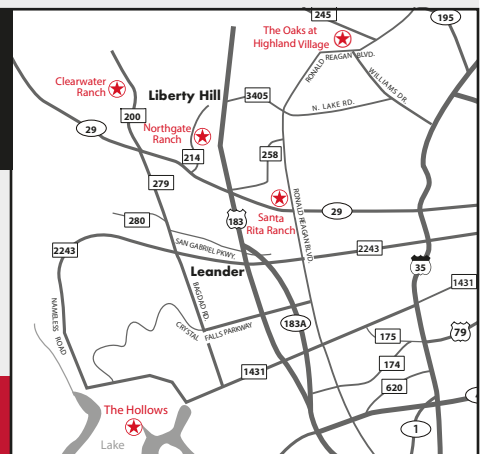 245
195
The Oaks at
Highland Village
RONALD REAGAN BLVD.
WILLIAMS DR.
Clearwater
Ranch
Liberty Hill
3405
N. LAKE RD.
200
29
Northgate
Ranch
214
258
279
RONALD REAGAN BLVD.
280
183
Santa
Rita Ranch
29
2243
SAN GABRIEL PKWY.
2243
Leander
35
1431
NAMELESS ROAD
BAGDAD RD.
CRYSTAL FALLS PARKWAY
183A
175
79
174
1431
620
The Hollows
1
Lake